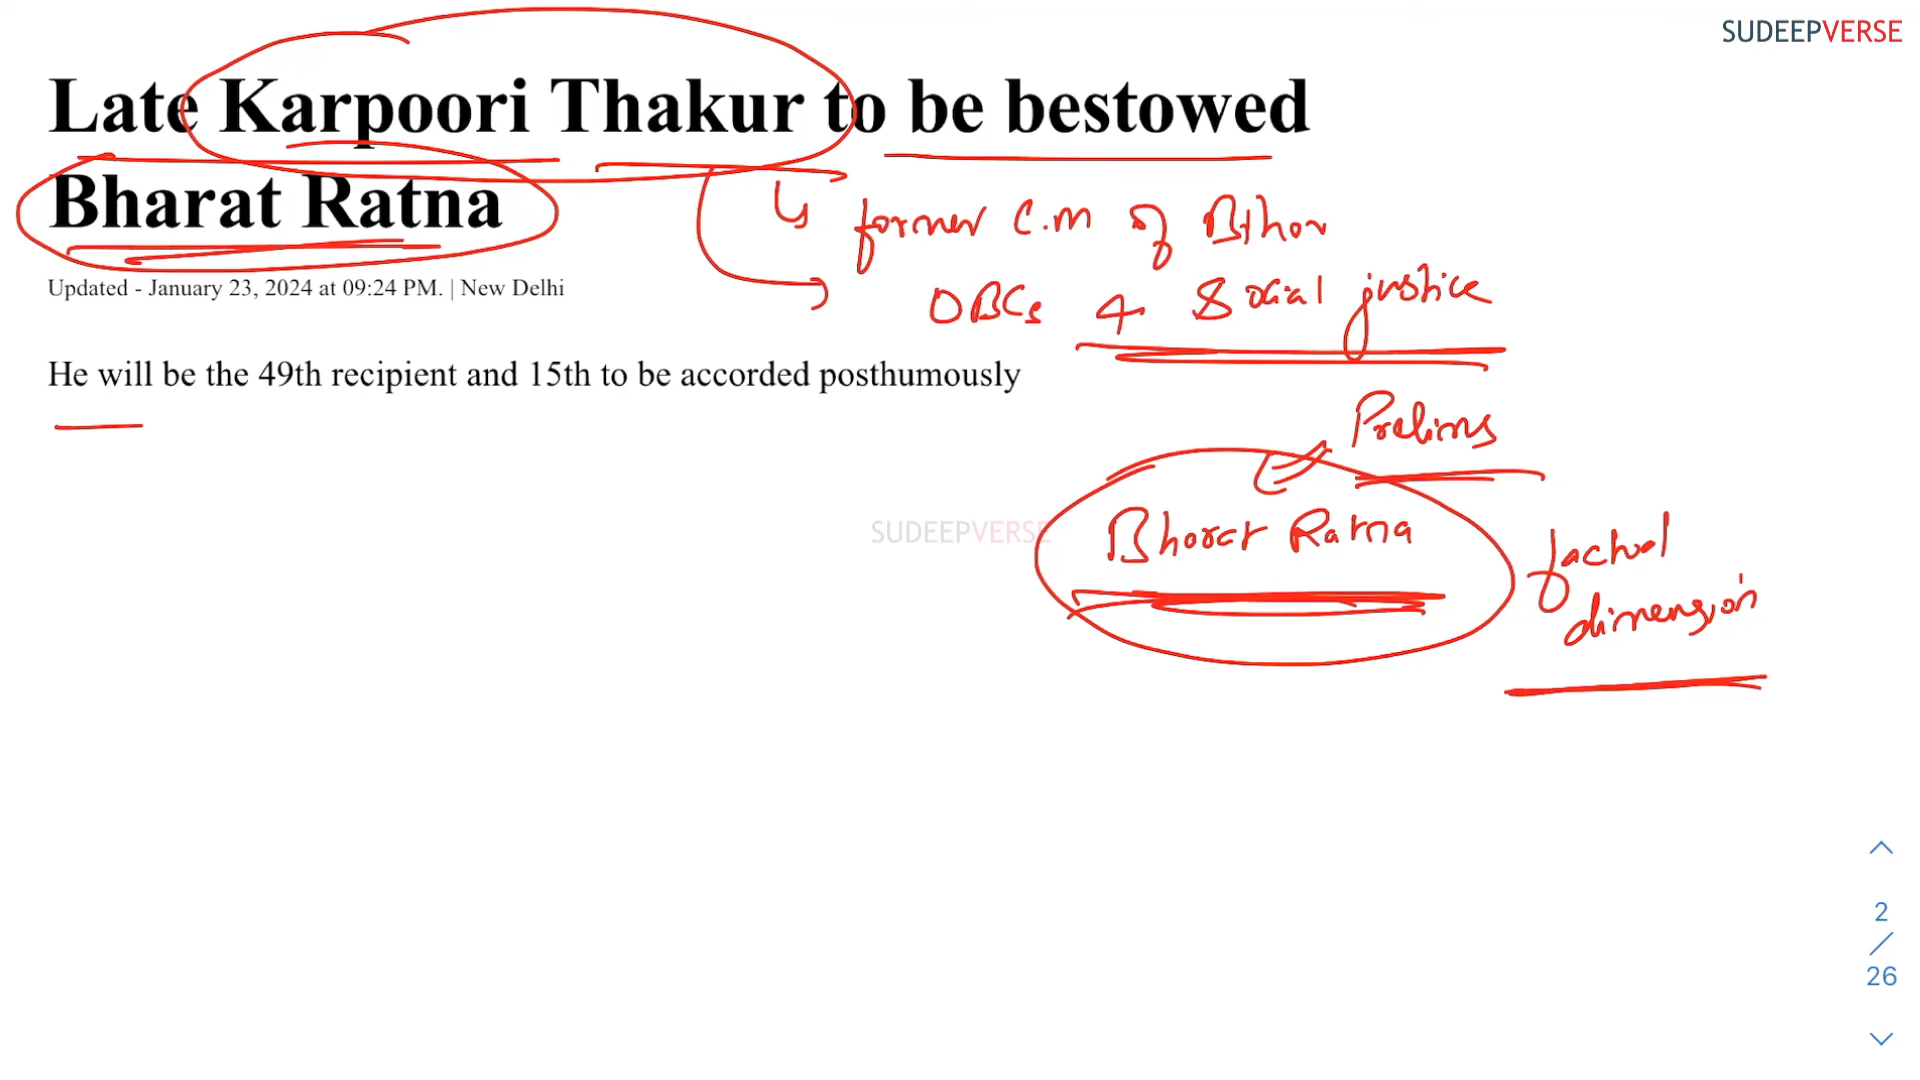 SUDEEPVERSE
Late Karpoori Thakur to be bestowed
Bharat Ratna
former C.M of Bihar
Updated - January 23, 2024 at 09:24 PM. | New Delhi
OBCs & Social justice
He will be the 49th recipient and 15th to be accorded posthumously
Prelims
SUDEEPVERSE
Bharat Ratna
factual
dimension
2
/
26